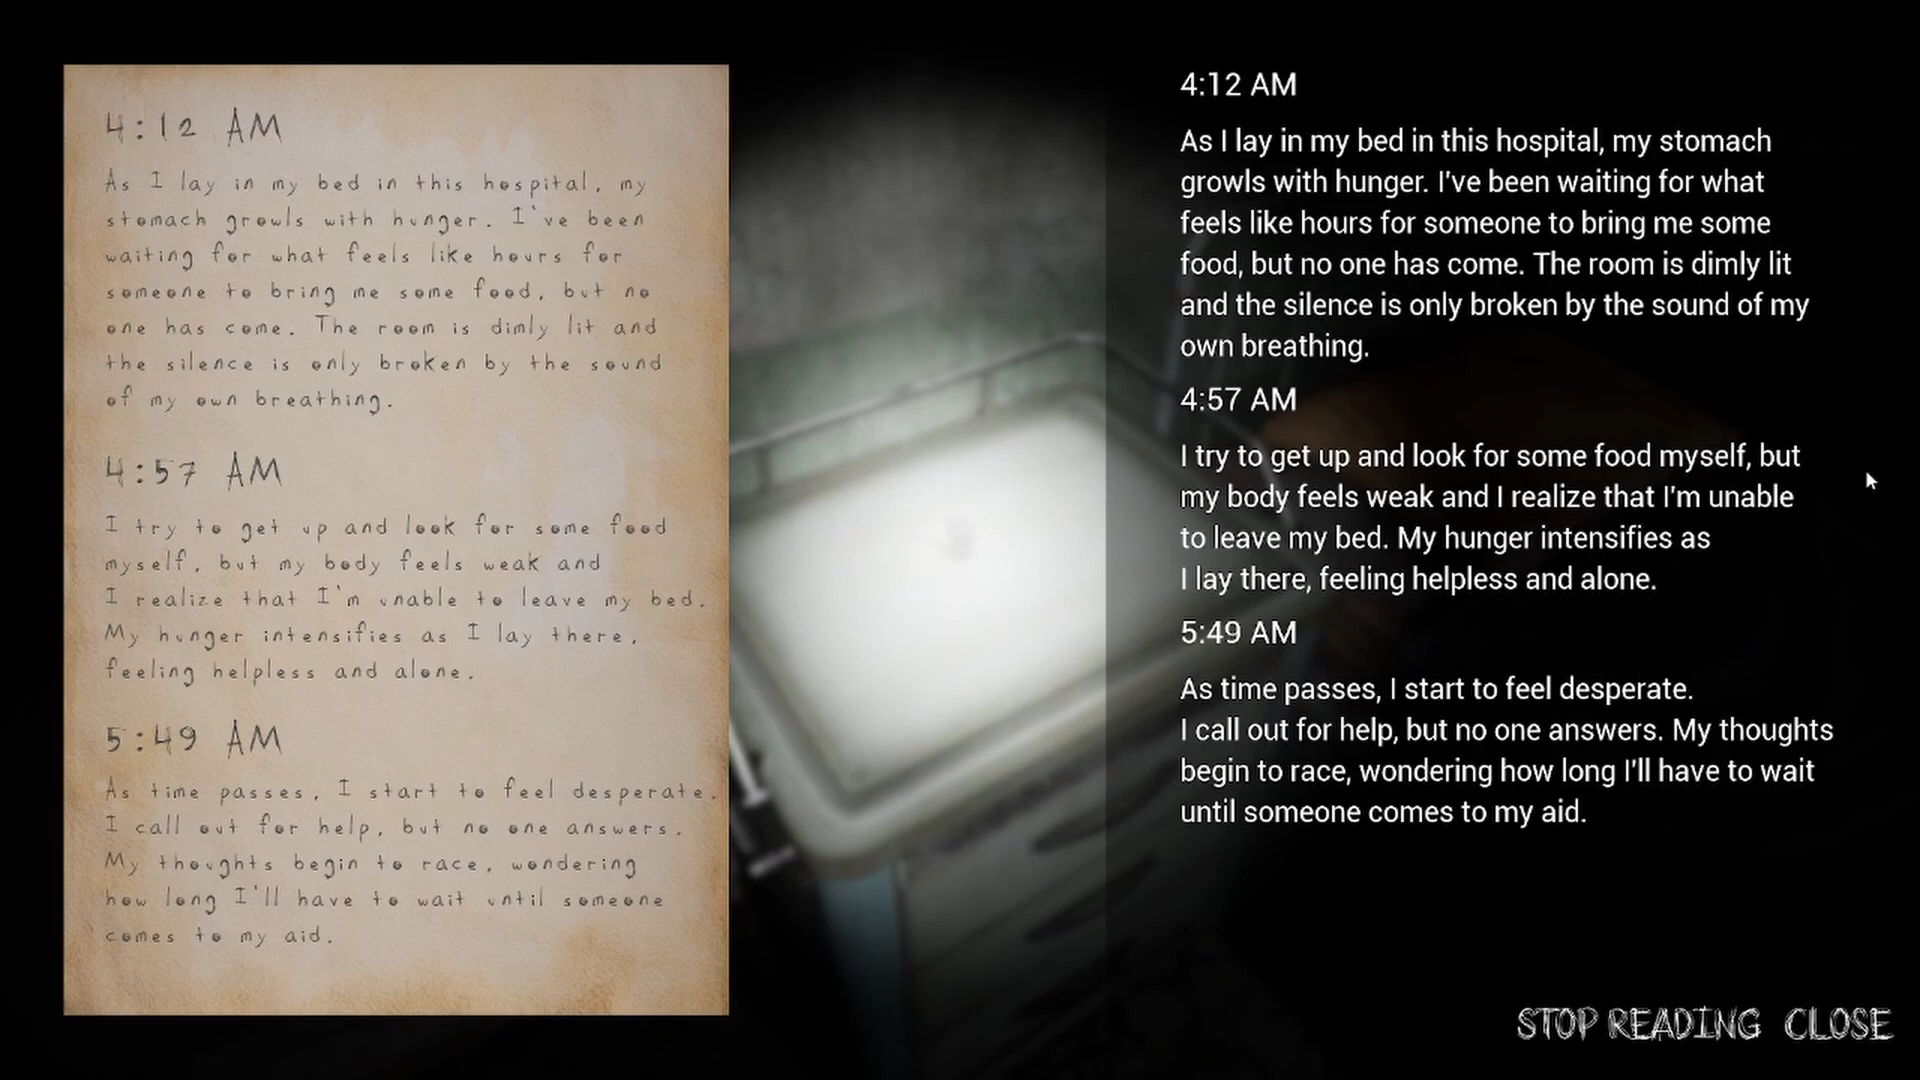 4:12 AM
As I lay in my bed in this hospital, my
stomach growls with hunger. I've been
waiting for what feels like hours for
someone to bring me some food, but no
one has come. The room is dimly lit and
the silence is only broken by the sound
of my own breathing.
4:57 AM
I try to get up and look for some food
myself, but my body feels weak and
I realize that I'm unable to leave my bed.
My hunger intensifies as I lay there,
feeling helpless and alone.
5:49 AM
As time passes, I start to feel desperate.
I call out for help, but no one answers.
My thoughts begin to race, wondering
how long I'll have to wait until someone
comes to my aid.
4:12 AM
As I lay in my bed in this hospital, my stomach
growls with hunger. I've been waiting for what
feels like hours for someone to bring me some
food, but no one has come. The room is dimly lit
and the silence is only broken by the sound of my
own breathing.
4:57 AM
I try to get up and look for some food myself, but
my body feels weak and I realize that I'm unable
to leave my bed. My hunger intensifies as
I lay there, feeling helpless and alone.
5:49 AM
As time passes, I start to feel desperate.
I call out for help, but no one answers. My thoughts
begin to race, wondering how long I'll have to wait
until someone comes to my aid.
STOP READING CLOSE